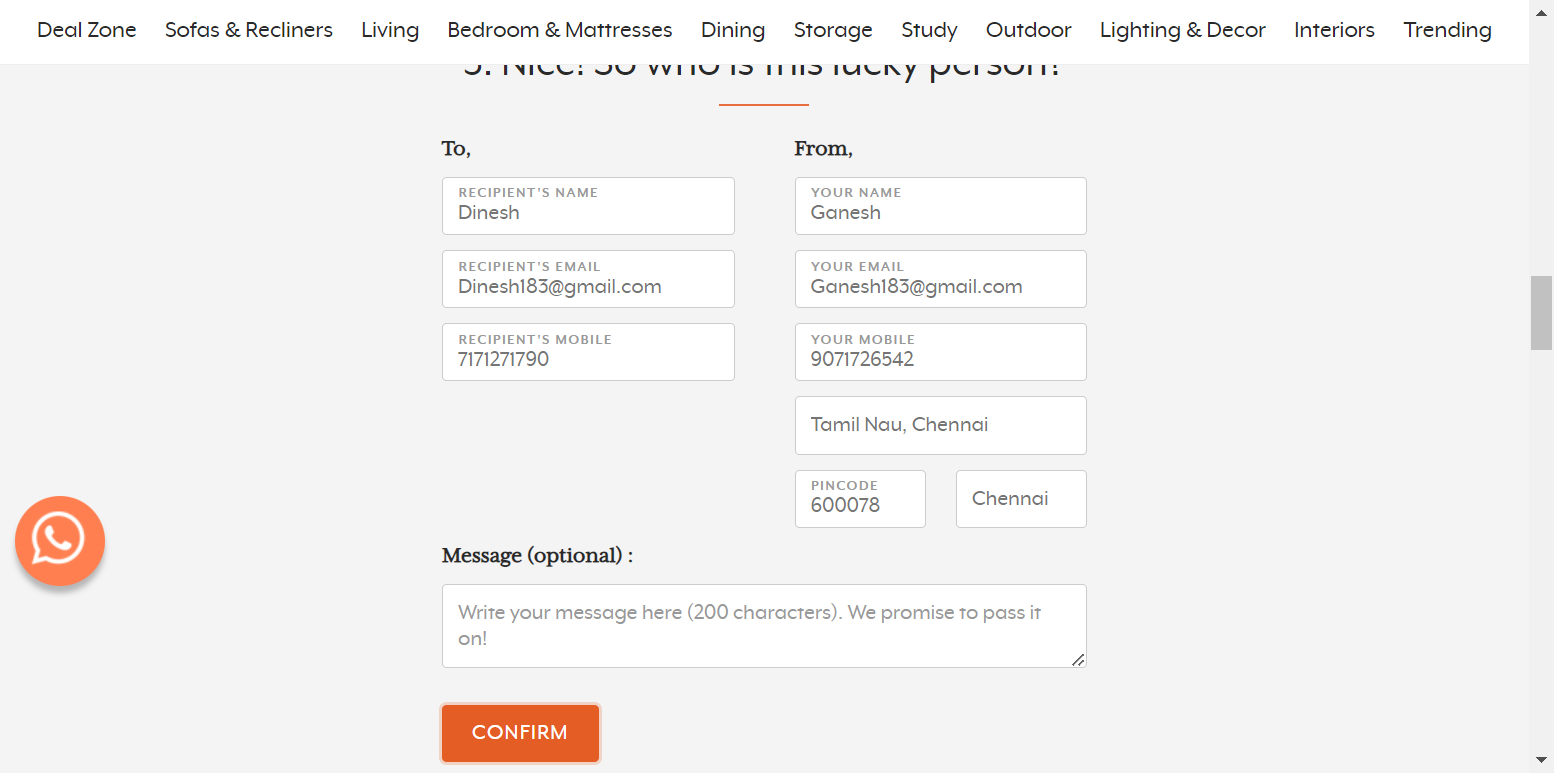 Deal Zone Sofas & Recliners Living Bedroom & Mattresses Dining Storage Study Outdoor Lighting & Decor Interiors Trending
3. Nice! So who is this lucky person?
To,
From,
RECIPIENT'S NAME
Dinesh
YOUR NAME
Ganesh
RECIPIENT'S EMAIL
Dinesh183@gmail.com
YOUR EMAIL
Ganesh183@gmail.com
RECIPIENT'S MOBILE
7171271790
YOUR MOBILE
9071726542
Tamil Nau, Chennai
PINCODE
600078
Chennai
Message (optional) :
Write your message here (200 characters). We promise to pass it
on!
CONFIRM